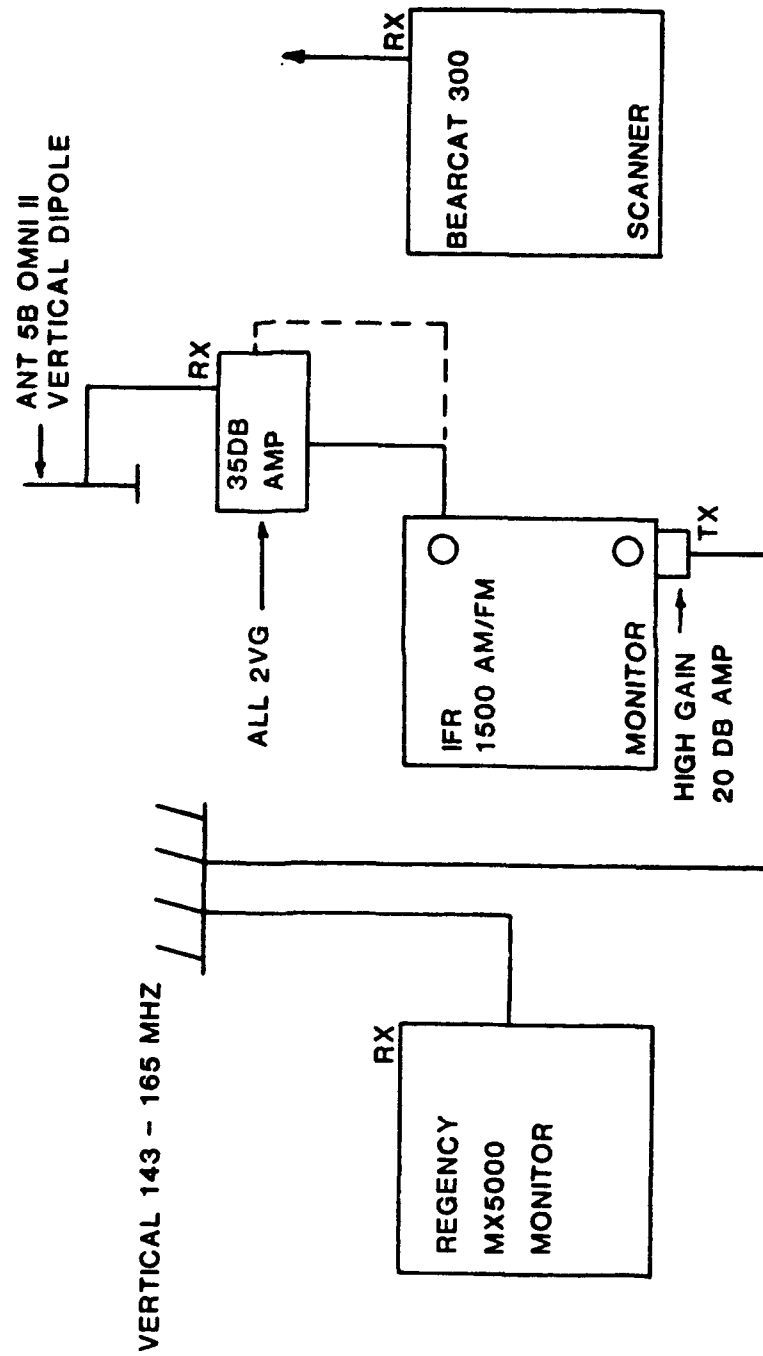 VERTICAL 143 – 165 MHZ
RX
REGENCY
MX5000
MONITOR
ANT 5B OMNI II
VERTICAL DIPOLE
RX
35DB
AMP
ALL 2VG
IFR
1500 AM/FM
MONITOR
TX
HIGH GAIN
20 DB AMP
RX
BEARCAT 300
SCANNER